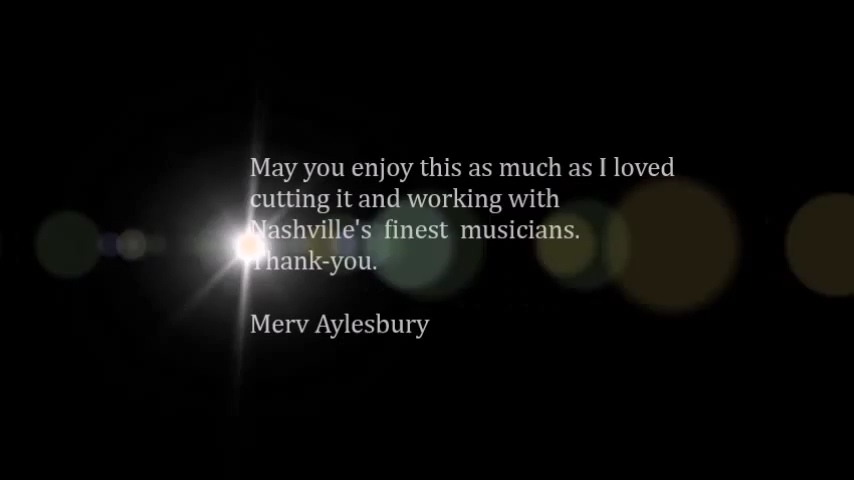 May you enjoy this as much as I loved
cutting it and working with
Nashville's finest musicians.
Thank-you.
Merv Aylesbury